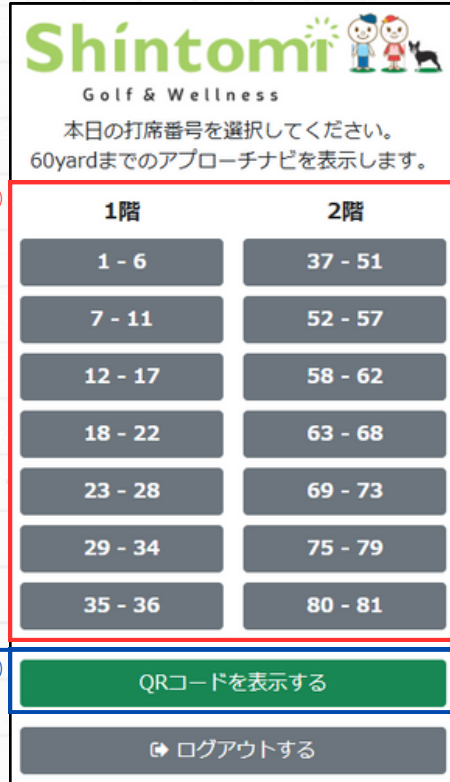 Shintomi
Golf & Wellness
本日の打席番号を選択してください。
60yardまでのアプローチナビを表示します。
1階 2階
1 - 6 37 - 51
7 - 11 52 - 57
12 - 17 58 - 62
18 - 22 63 - 68
23 - 28 69 - 73
29 - 34 75 - 79
35 - 36 80 - 81
QRコードを表示する
ログアウトする